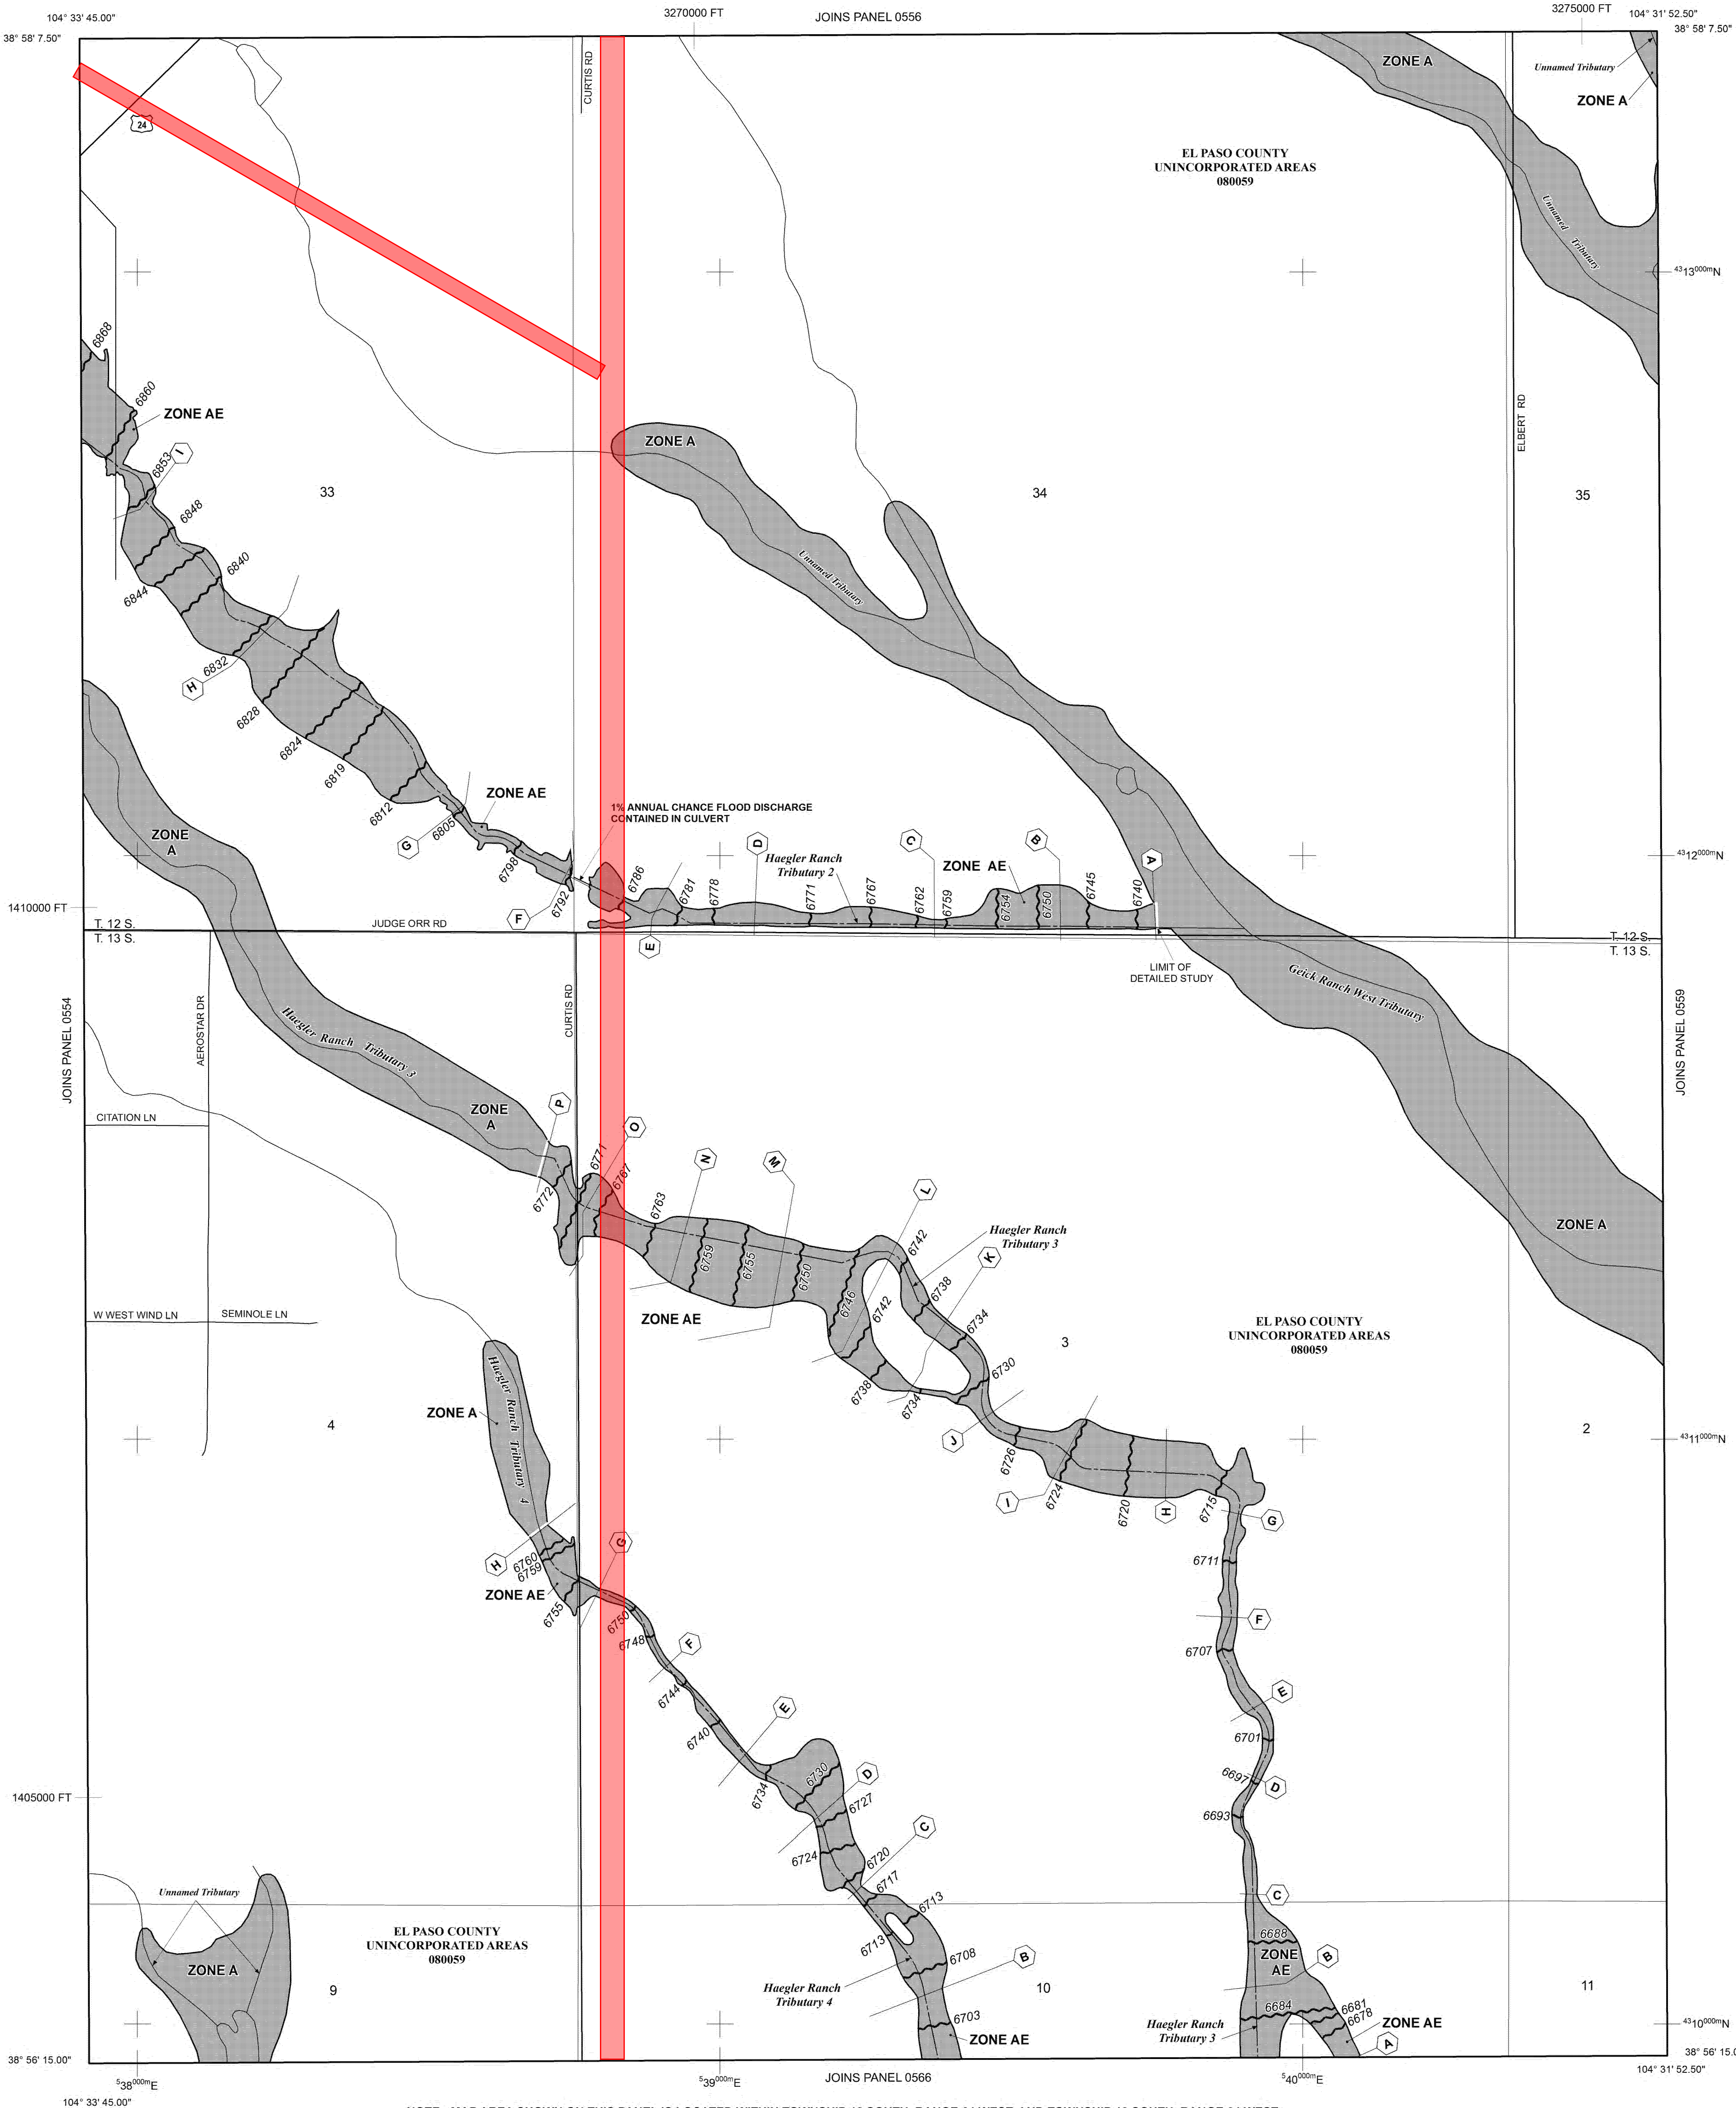 104° 33' 45.00"
3270000 FT
JOINS PANEL 0556
3275000 FT
104° 31' 52.50"
38° 58' 7.50"
38° 58' 7.50"
CURTIS RD
24
ZONE A
Unnamed Tributary
ZONE A
EL PASO COUNTY
UNINCORPORATED AREAS
080059
Unnamed Tributary
4313000mN
6868
6860
ZONE AE
6853
I
6848
6844
6840
33
ZONE A
34
35
ELBERT RD
Unnamed Tributary
6832
H
6828
6824
6819
6812
G
6805
ZONE AE
6798
F
6792
1% ANNUAL CHANCE FLOOD DISCHARGE
CONTAINED IN CULVERT
ZONE
A
6786
6781
E
6778
D
Haegler Ranch
Tributary 2
6771
6767
C
6762
6759
ZONE AE
6754
B
6750
6745
6740
A
4312000mN
1410000 FT
T. 12 S.
T. 13 S.
JUDGE ORR RD
T. 12 S.
T. 13 S.
LIMIT OF
DETAILED STUDY
Geick Ranch West Tributary
JOINS PANEL 0554
AEROSTAR DR
CURTIS RD
JOINS PANEL 0559
Haegler Ranch Tributary 3
CITATION LN
ZONE
A
P
6772
6771
O
6767
6763
N
6759
M
6755
6750
L
6746
6742
6742
Haegler Ranch
Tributary 3
K
6738
6734
6730
6738
6734
ZONE AE
ZONE A
W WEST WIND LN
SEMINOLE LN
3
EL PASO COUNTY
UNINCORPORATED AREAS
080059
Haegler Ranch Tributary 4
ZONE A
4
J
6726
I
6724
6720
H
6715
G
2
4311000mN
H
6760
6759
ZONE AE
6755
G
6750
6748
F
6744
6740
E
6734
6730
D
6727
6724
C
6720
6717
6713
6713
6711
F
6707
E
6701
6697
D
6693
C
1405000 FT
Unnamed Tributary
ZONE A
EL PASO COUNTY
UNINCORPORATED AREAS
080059
9
6708
B
Haegler Ranch
Tributary 4
6703
ZONE AE
10
6688
ZONE
AE
B
6684
6681
6678
Haegler Ranch
Tributary 3
ZONE AE
A
11
4310000mN
38° 56' 15.00"
38° 56' 15.0
538000mE
539000mE
JOINS PANEL 0566
540000mE
104° 31' 52.50"
104° 33' 45.00"